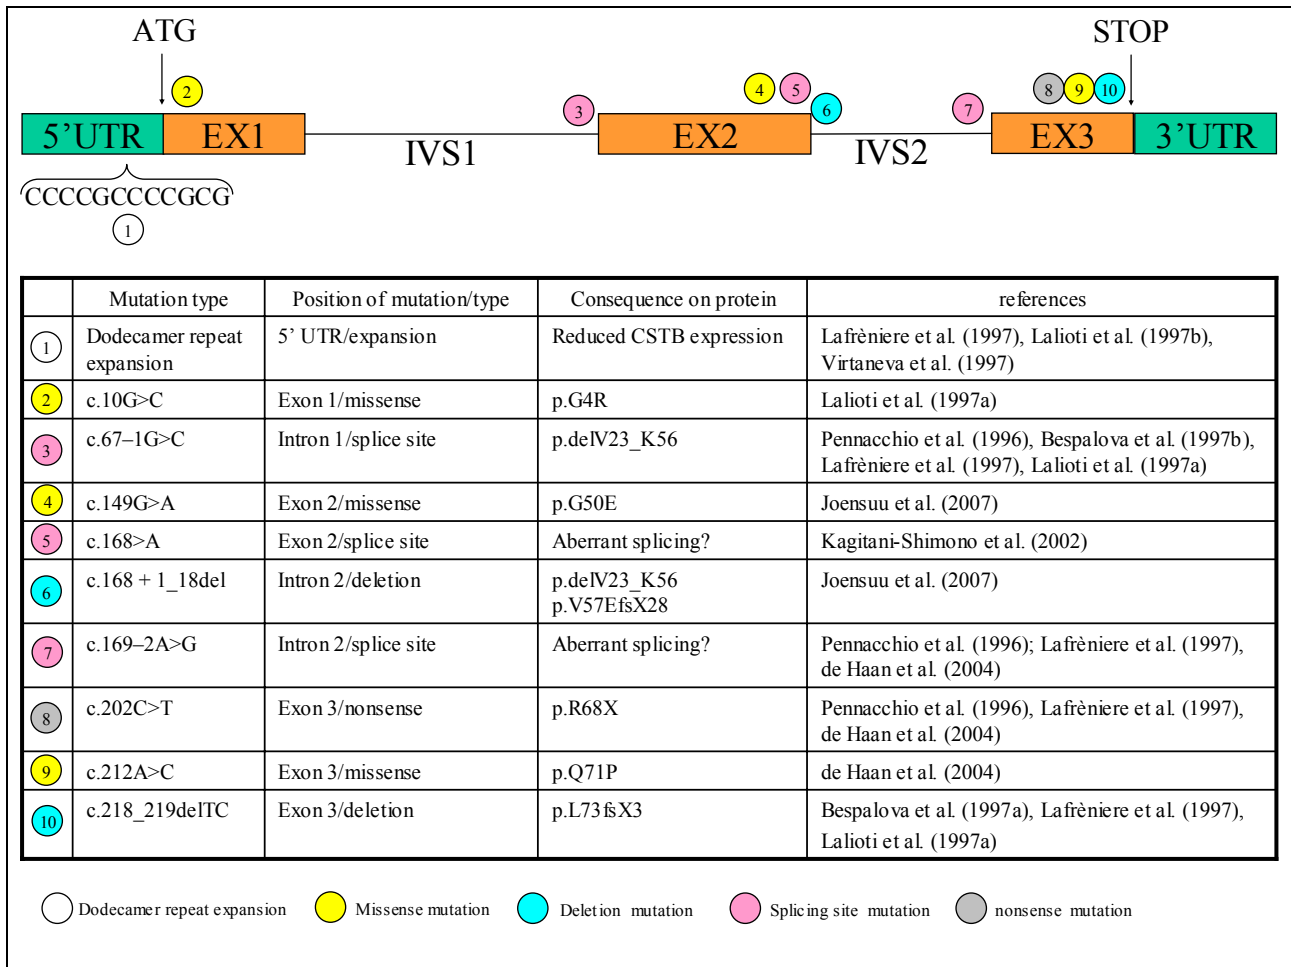 ATG
STOP
2
3
4
5
6
7
8
9
10
5’UTR
EX1
IVS1
EX2
IVS2
EX3
3’UTR
CCCCGCCCCGCG
1
Mutation type
Position of mutation/type
Consequence on protein
references
1
Dodecamer repeat
expansion
5’ UTR/expansion
Reduced CSTB expression
Lafrèniere et al. (1997), Lalioti et al. (1997b),
Virtaneva et al. (1997)
2
c.10G>C
Exon 1/missense
p.G4R
Lalioti et al. (1997a)
3
c.67–1G>C
Intron 1/splice site
p.delV23_K56
Pennacchio et al. (1996), Bespalova et al. (1997b),
Lafrèniere et al. (1997), Lalioti et al. (1997a)
4
c.149G>A
Exon 2/missense
p.G50E
Joensuu et al. (2007)
5
c.168>A
Exon 2/splice site
Aberrant splicing?
Kagitani-Shimono et al. (2002)
6
c.168 + 1_18del
Intron 2/deletion
p.delV23_K56
p.V57EfsX28
Joensuu et al. (2007)
7
c.169–2A>G
Intron 2/splice site
Aberrant splicing?
Pennacchio et al. (1996); Lafrèniere et al. (1997),
de Haan et al. (2004)
8
c.202C>T
Exon 3/nonsense
p.R68X
Pennacchio et al. (1996), Lafrèniere et al. (1997),
de Haan et al. (2004)
9
c.212A>C
Exon 3/missense
p.Q71P
de Haan et al. (2004)
10
c.218_219delTC
Exon 3/deletion
p.L73fsX3
Bespalova et al. (1997a), Lafrèniere et al. (1997),
Lalioti et al. (1997a)
Dodecamer repeat expansion
Missense mutation
Deletion mutation
Splicing site mutation
nonsense mutation